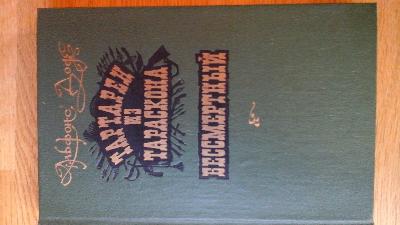 Альфонс Доде
ТАРТАРЕН
ИЗ
ТАРАСКОНА
БЕССМЕРТНЫЙ